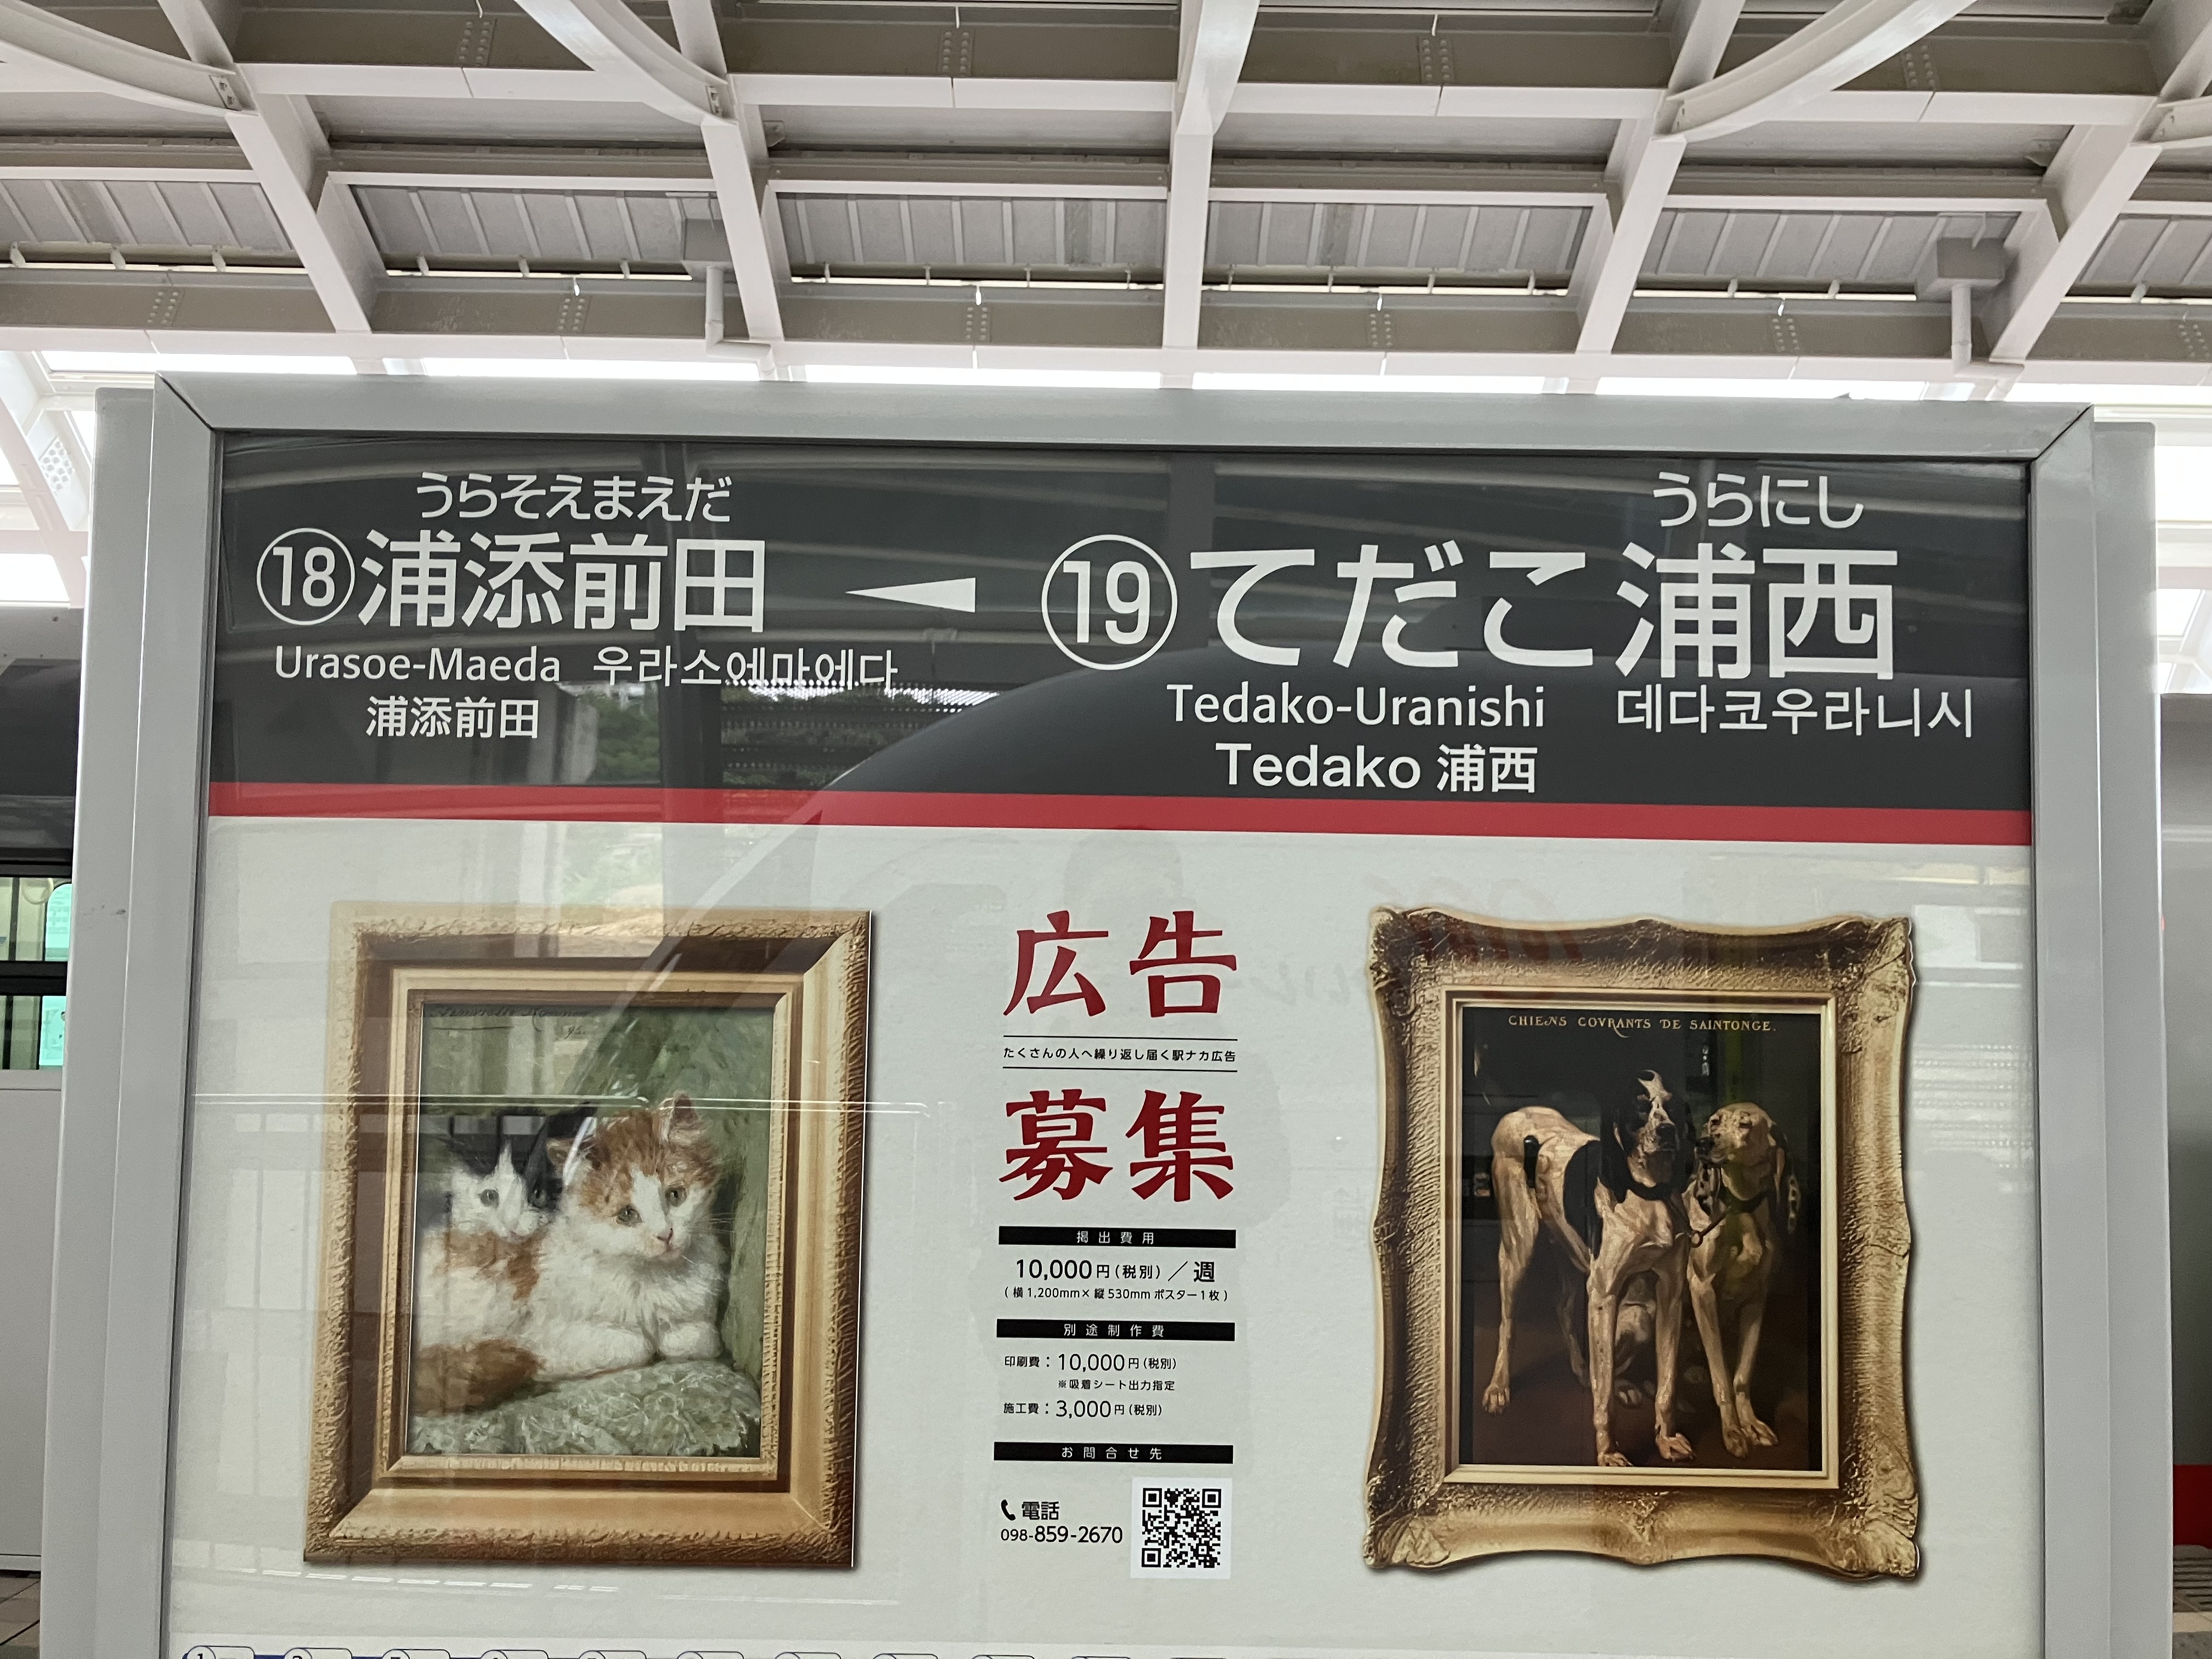 うらそえまえだ
⑱浦添前田
Urasoe-Maeda 우라소에마에다
浦添前田
うらにし
⑲てだこ浦西
Tedako-Uranishi 데다코우라니시
Tedako 浦西
広告
たくさんの人へ繰り返し届く駅ナカ広告
募集
掲出費用
10,000円(税別)/週
(横1,200mm×縦530mmポスター1枚)
別途制作費
印刷費:10,000円(税別)
※吸着シート出力指定
施工費:3,000円(税別)
お問合せ先
電話
098-859-2670
CHIENS COVRANTS DE SAINTONGE.